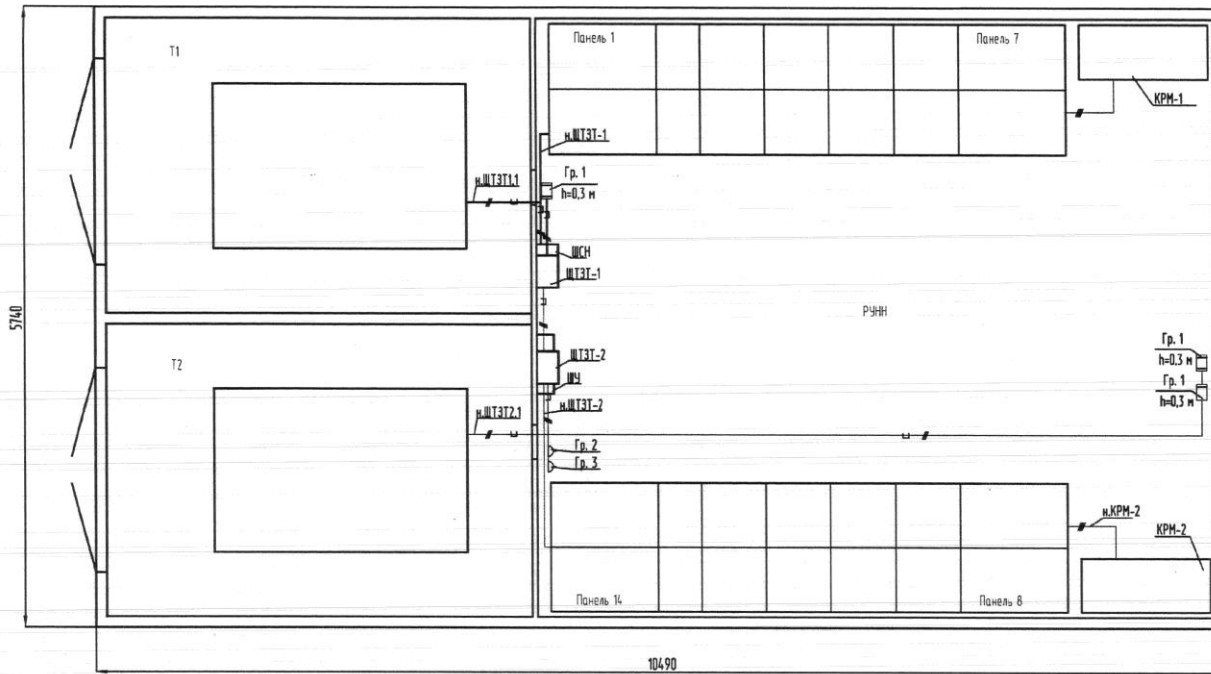 Т1
Панель 1
Панель 7
КРМ-1
н.ЩТЗТ-1
Гр. 1
h=0,3 м
н.ЩТЗТ1.1
ЩСН
ЩТЗТ-1
5740
РУНН
Т2
ЩТЗТ-2
ЩУ
н.ЩТЗТ-2
н.ЩТЗТ2.1
Гр. 1
h=0,3 м
Гр. 1
h=0,3 м
Гр. 2
Гр. 3
н.КРМ-2
КРМ-2
Панель 14
Панель 8
10490